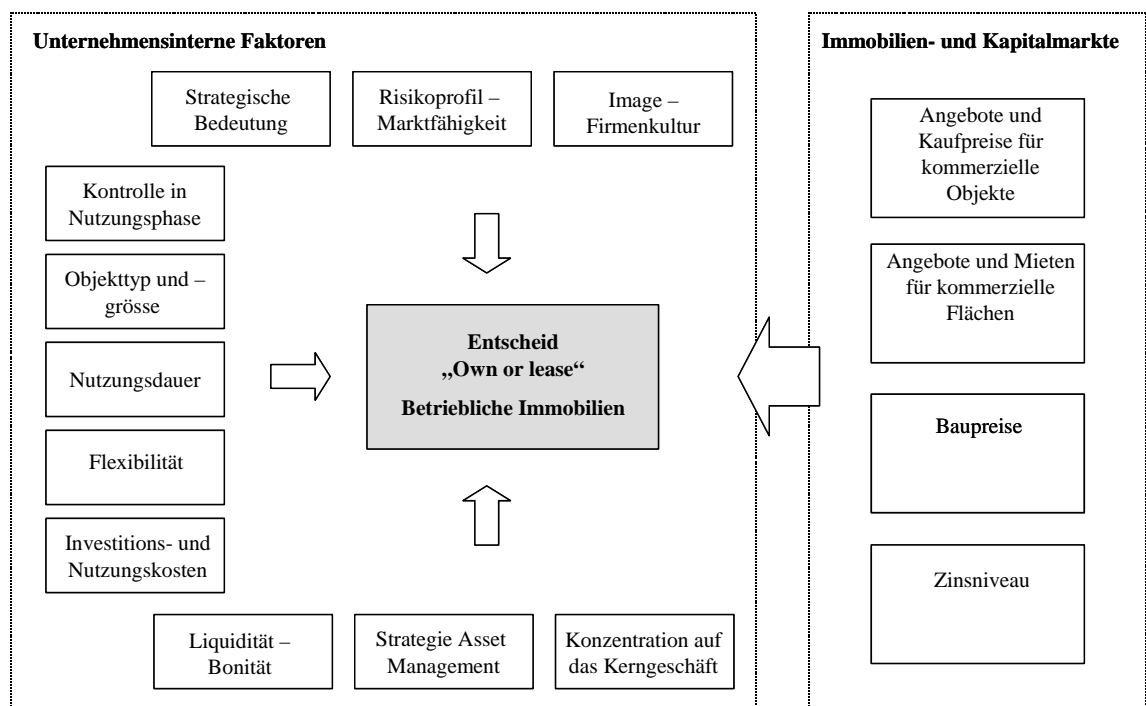 Unternehmensinterne Faktoren
Strategische
Bedeutung
Risikoprofil –
Marktfähigkeit
Image –
Firmenkultur
Kontrolle in
Nutzungsphase
Objekttyp und –
grösse
Nutzungsdauer
Flexibilität
Investitions- und
Nutzungskosten
Entscheid
„Own or lease“
Betriebliche Immobilien
Liquidität –
Bonität
Strategie Asset
Management
Konzentration auf
das Kerngeschäft
Immobilien- und Kapitalmarkte
Angebote und
Kaufpreise für
kommerzielle
Objekte
Angebote und Mieten
für kommerzielle
Flächen
Baupreise
Zinsniveau